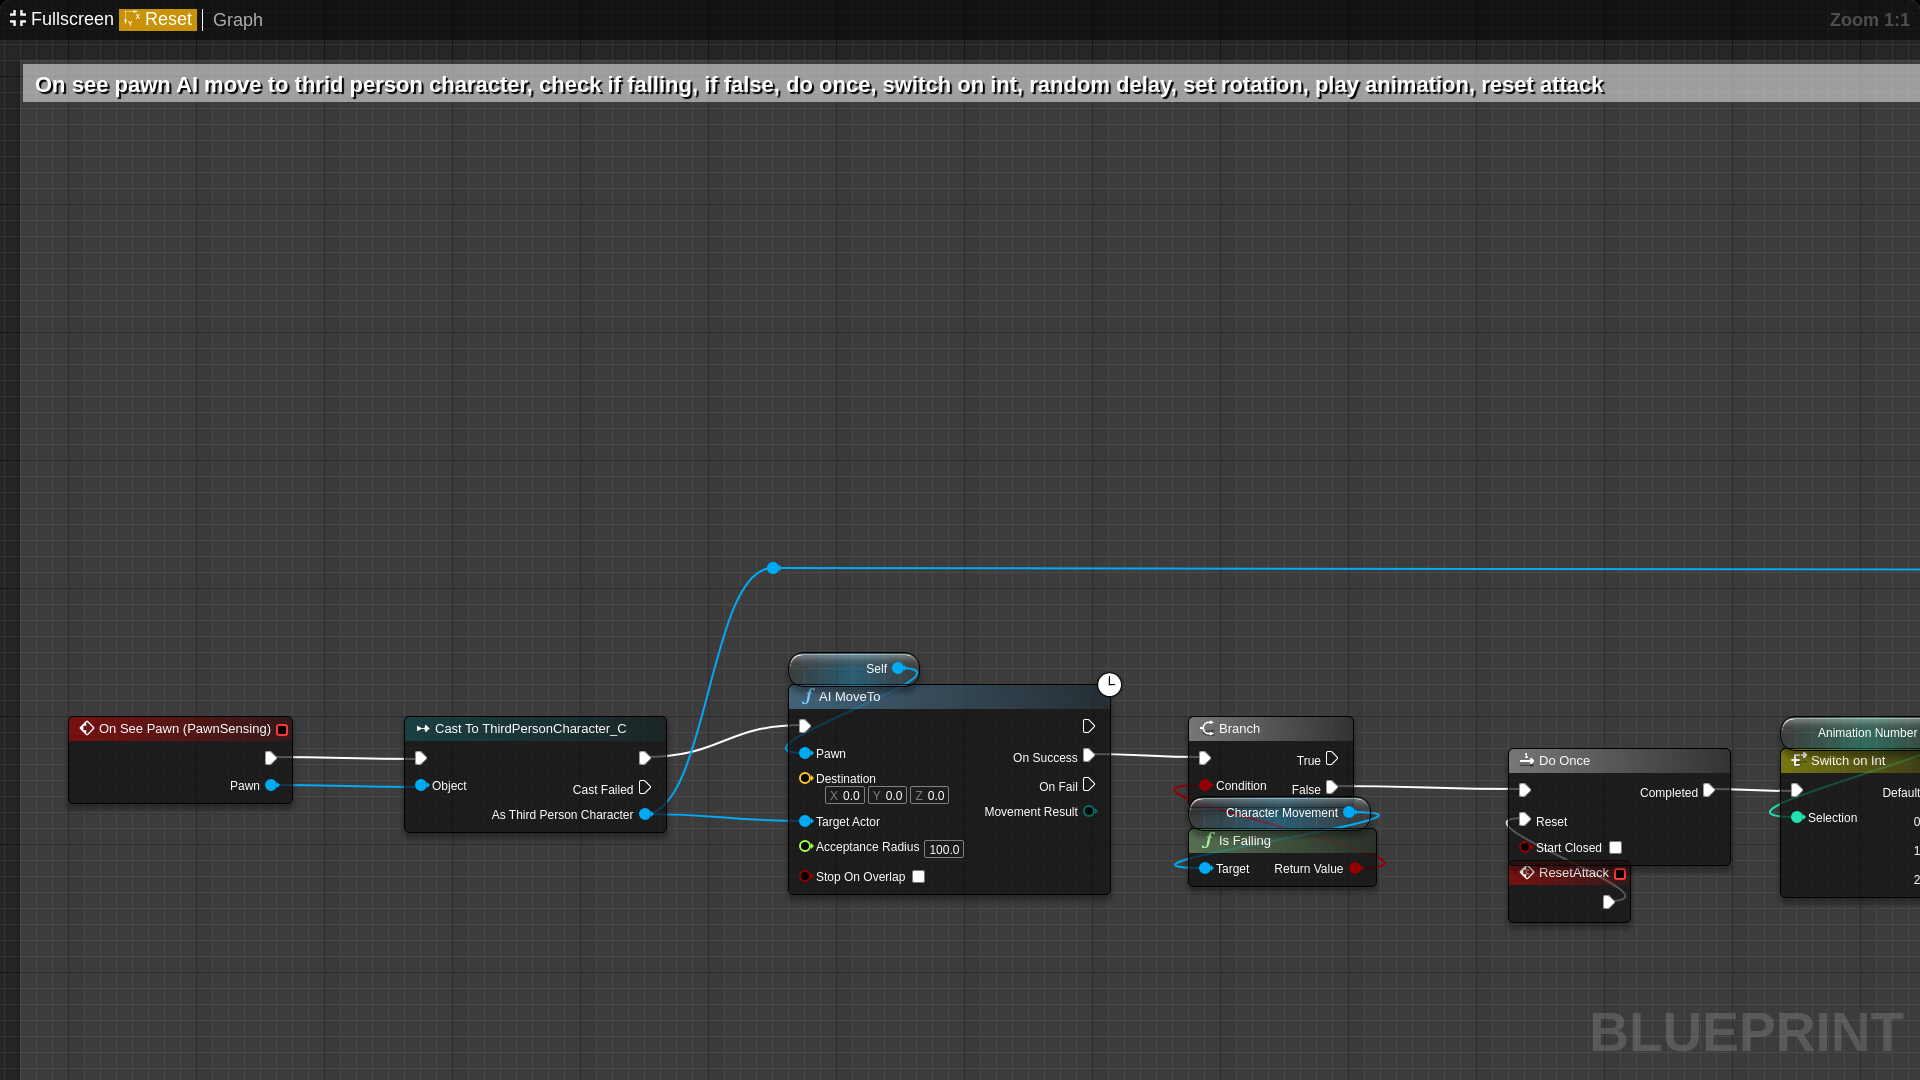 Fullscreen Reset Graph
Zoom 1:1
On see pawn AI move to thrid person character, check if falling, if false, do once, switch on int, random delay, set rotation, play animation, reset attack
On See Pawn (PawnSensing)
Pawn
Cast To ThirdPersonCharacter_C
Object
Cast Failed
As Third Person Character
Self
AI MoveTo
Pawn
On Success
Destination
X 0.0 Y 0.0 Z 0.0
On Fail
Movement Result
Target Actor
Acceptance Radius 100.0
Stop On Overlap
Branch
True
Condition
False
Character Movement
Is Falling
Target
Return Value
Do Once
Completed
Reset
Start Closed
ResetAttack
Animation Number
Switch on Int
Default
Selection
0
1
2
BLUEPRINT